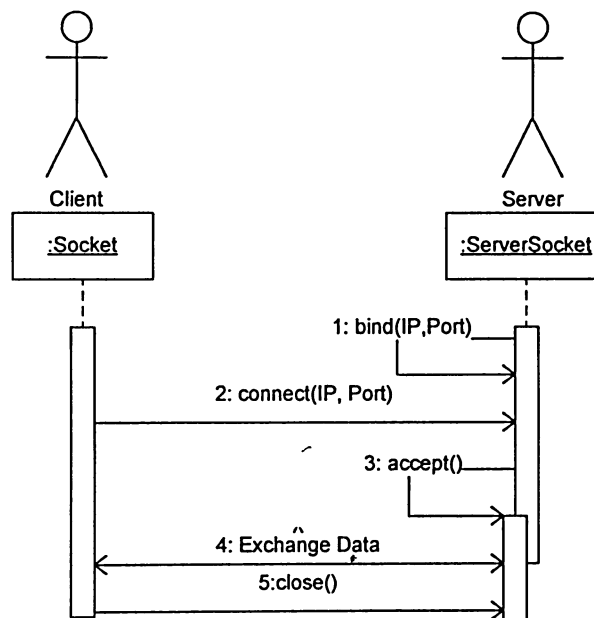 Client
Server
:Socket
:ServerSocket
1: bind(IP,Port)
2: connect(IP, Port)
3: accept()
4: Exchange Data
5:close()